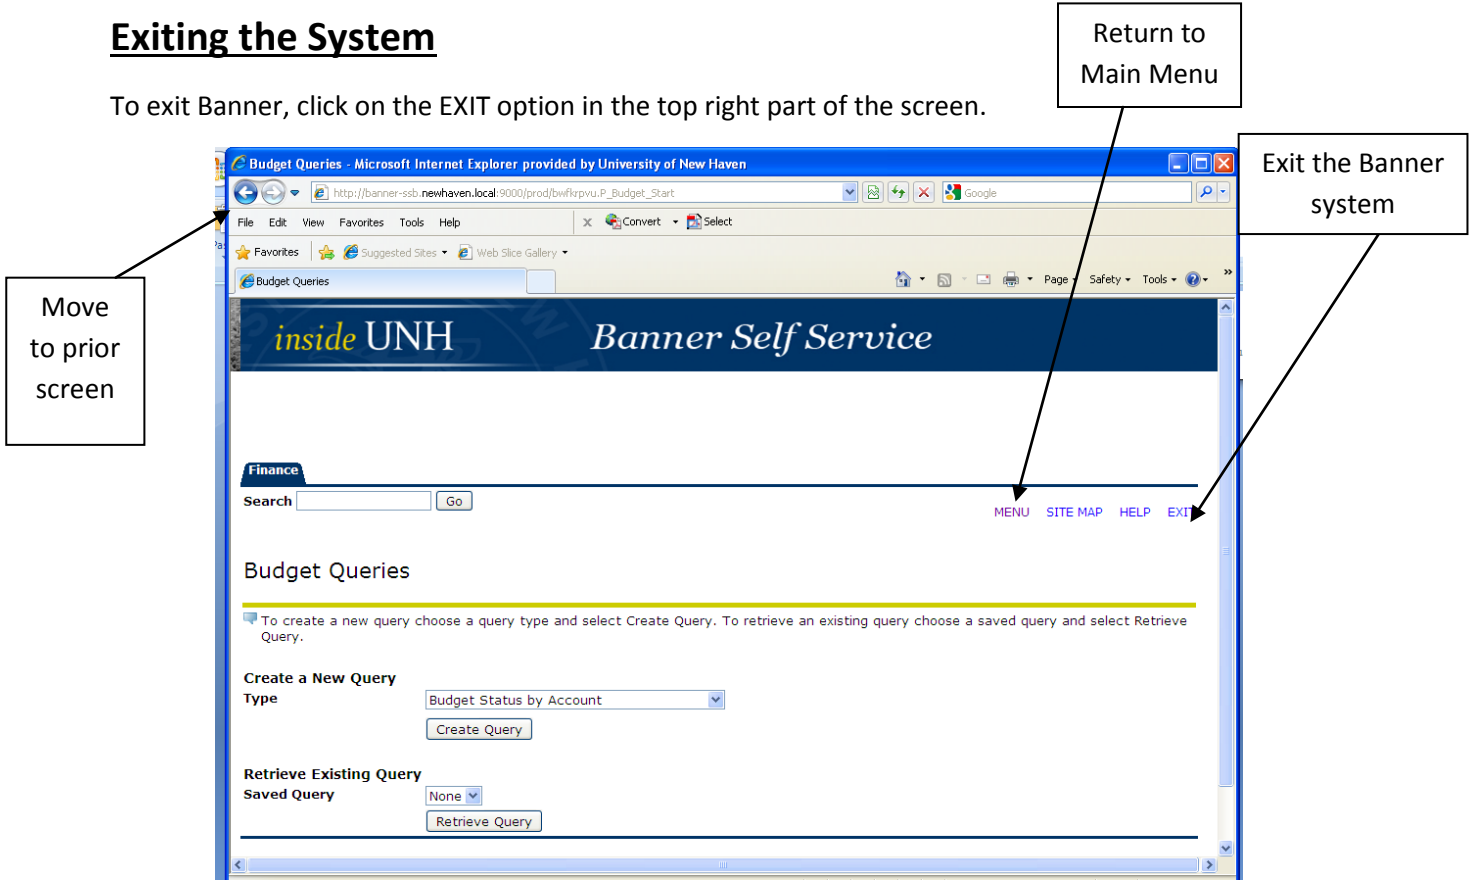 Exiting the System
Return to
Main Menu
To exit Banner, click on the EXIT option in the top right part of the screen.
Exit the Banner
system
Budget Queries - Microsoft Internet Explorer provided by University of New Haven
http://banner-ssb.newhaven.local:9000/prod/bwfkrpvu.P_Budget_Start
Google
File Edit View Favorites Tools Help
x Convert Select
Favorites Suggested Sites Web Slice Gallery
Budget Queries
Page Safety Tools »
Move
to prior
screen
inside UNH Banner Self Service
Finance
Search Go
MENU SITE MAP HELP EXIT
Budget Queries
To create a new query choose a query type and select Create Query. To retrieve an existing query choose a saved query and select Retrieve
Query.
Create a New Query
Type Budget Status by Account
Create Query
Retrieve Existing Query
Saved Query None
Retrieve Query